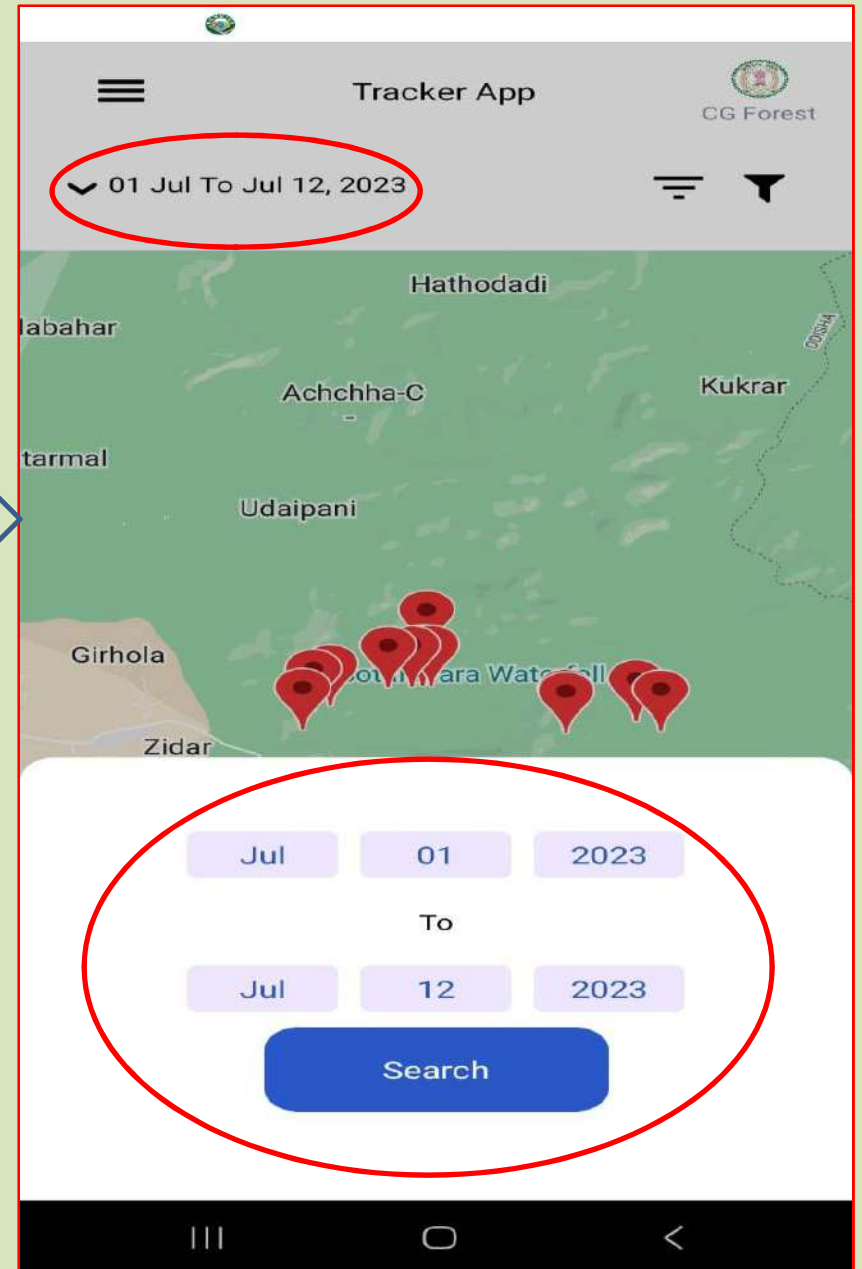 Tracker App
CG Forest
01 Jul To Jul 12, 2023
Hathodadi
labahar
ODISHA
Achchha-C
Kukrar
tarmal
Udaipani
Girhola
Zidar
Jul 01 2023
To
Jul 12 2023
Search